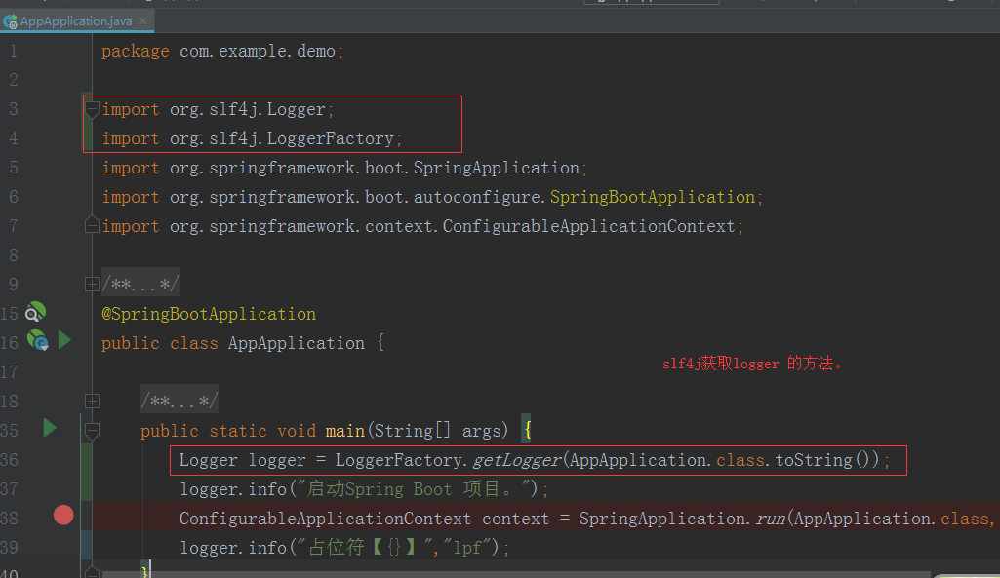 AppApplication.java
1 package com.example.demo;
2
3 import org.slf4j.Logger;
4 import org.slf4j.LoggerFactory;
5 import org.springframework.boot.SpringApplication;
6 import org.springframework.boot.autoconfigure.SpringBootApplication;
7 import org.springframework.context.ConfigurableApplicationContext;
8
9 /**...*/
15 @SpringBootApplication
16 public class AppApplication {
slf4j获取logger 的方法。
17
18 /**...*/
35 public static void main(String[] args) {
36 Logger logger = LoggerFactory.getLogger(AppApplication.class.toString());
37 logger.info("启动Spring Boot 项目。");
38 ConfigurableApplicationContext context = SpringApplication.run(AppApplication.class,
39 logger.info("占位符【{}】","lpf");
40 }